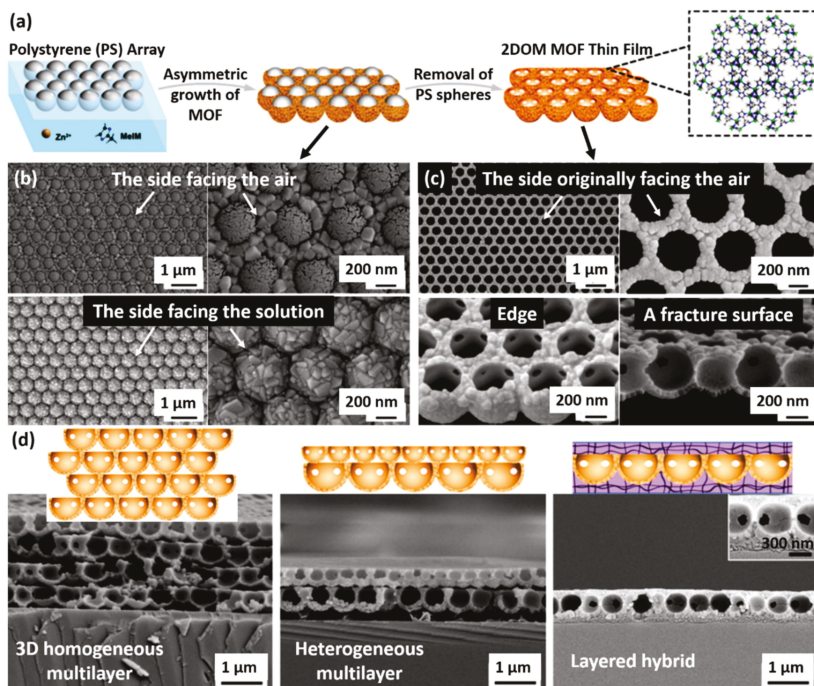 (a)
Polystyrene (PS) Array
Zn²⁺
MeIM
Asymmetric
growth of
MOF
Removal of
PS spheres
2DOM MOF Thin Film
(b)
The side facing the air
1 µm
200 nm
The side facing the solution
1 µm
200 nm
(c)
The side originally facing the air
1 µm
200 nm
Edge
200 nm
A fracture surface
200 nm
(d)
3D homogeneous
multilayer
1 µm
Heterogeneous
multilayer
1 µm
300 nm
Layered hybrid
1 µm